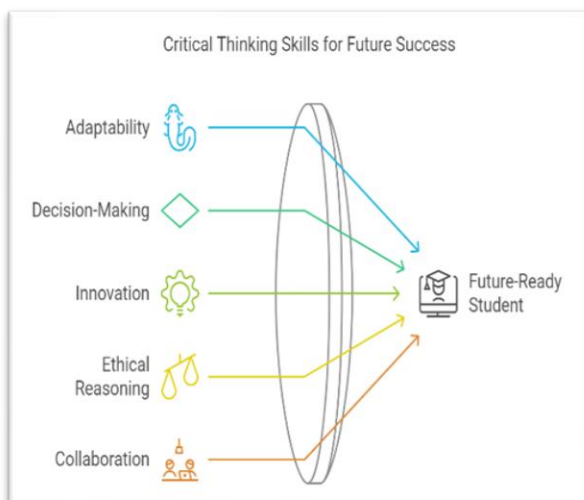 Critical Thinking Skills for Future Success
Adaptability
Decision-Making
Innovation
Ethical
Reasoning
Collaboration
Future-Ready
Student